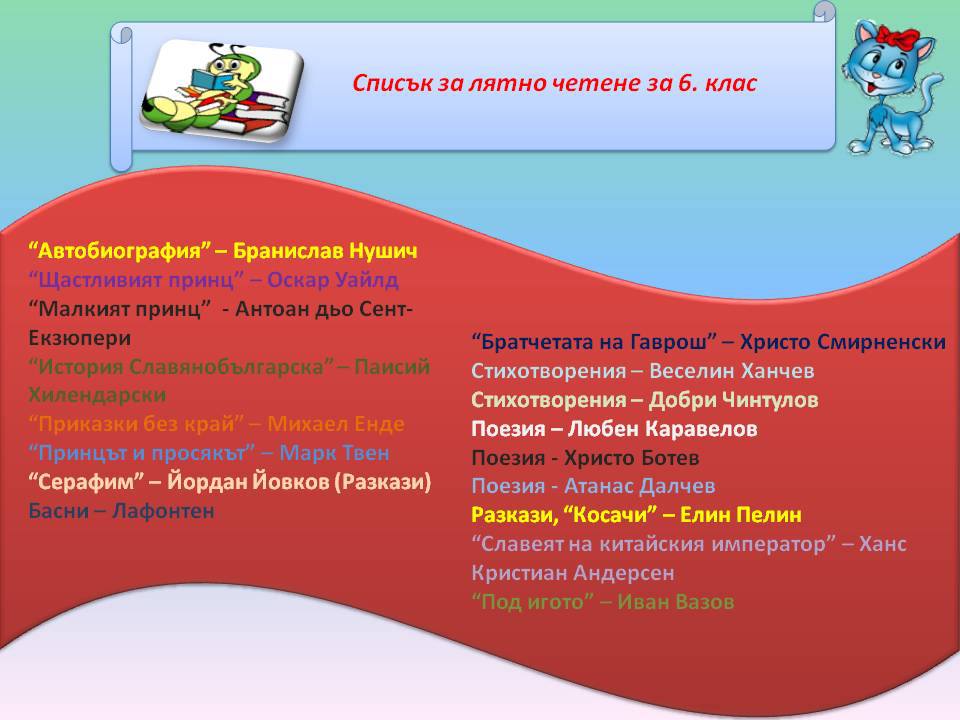 Списък за лятно четене за 6. клас
“Автобиография” – Бранислав Нушич
“Щастливият принц” – Оскар Уайлд
“Малкият принц”  - Антоан дьо Сент-
Екзюпери
“История Славянобългарска” – Паисий
Хилендарски
“Приказки без край” – Михаел Енде
“Принцът и просякът” – Марк Твен
“Серафим” – Йордан Йовков (Разкази)
Басни – Лафонтен
“Братчетата на Гаврош” – Христо Смирненски
Стихотворения – Веселин Ханчев
Стихотворения – Добри Чинтулов
Поезия – Любен Каравелов
Поезия - Христо Ботев
Поезия - Атанас Далчев
Разкази, “Косачи” – Елин Пелин
“Славеят на китайския император” – Ханс
Кристиан Андерсен
“Под игото” – Иван Вазов